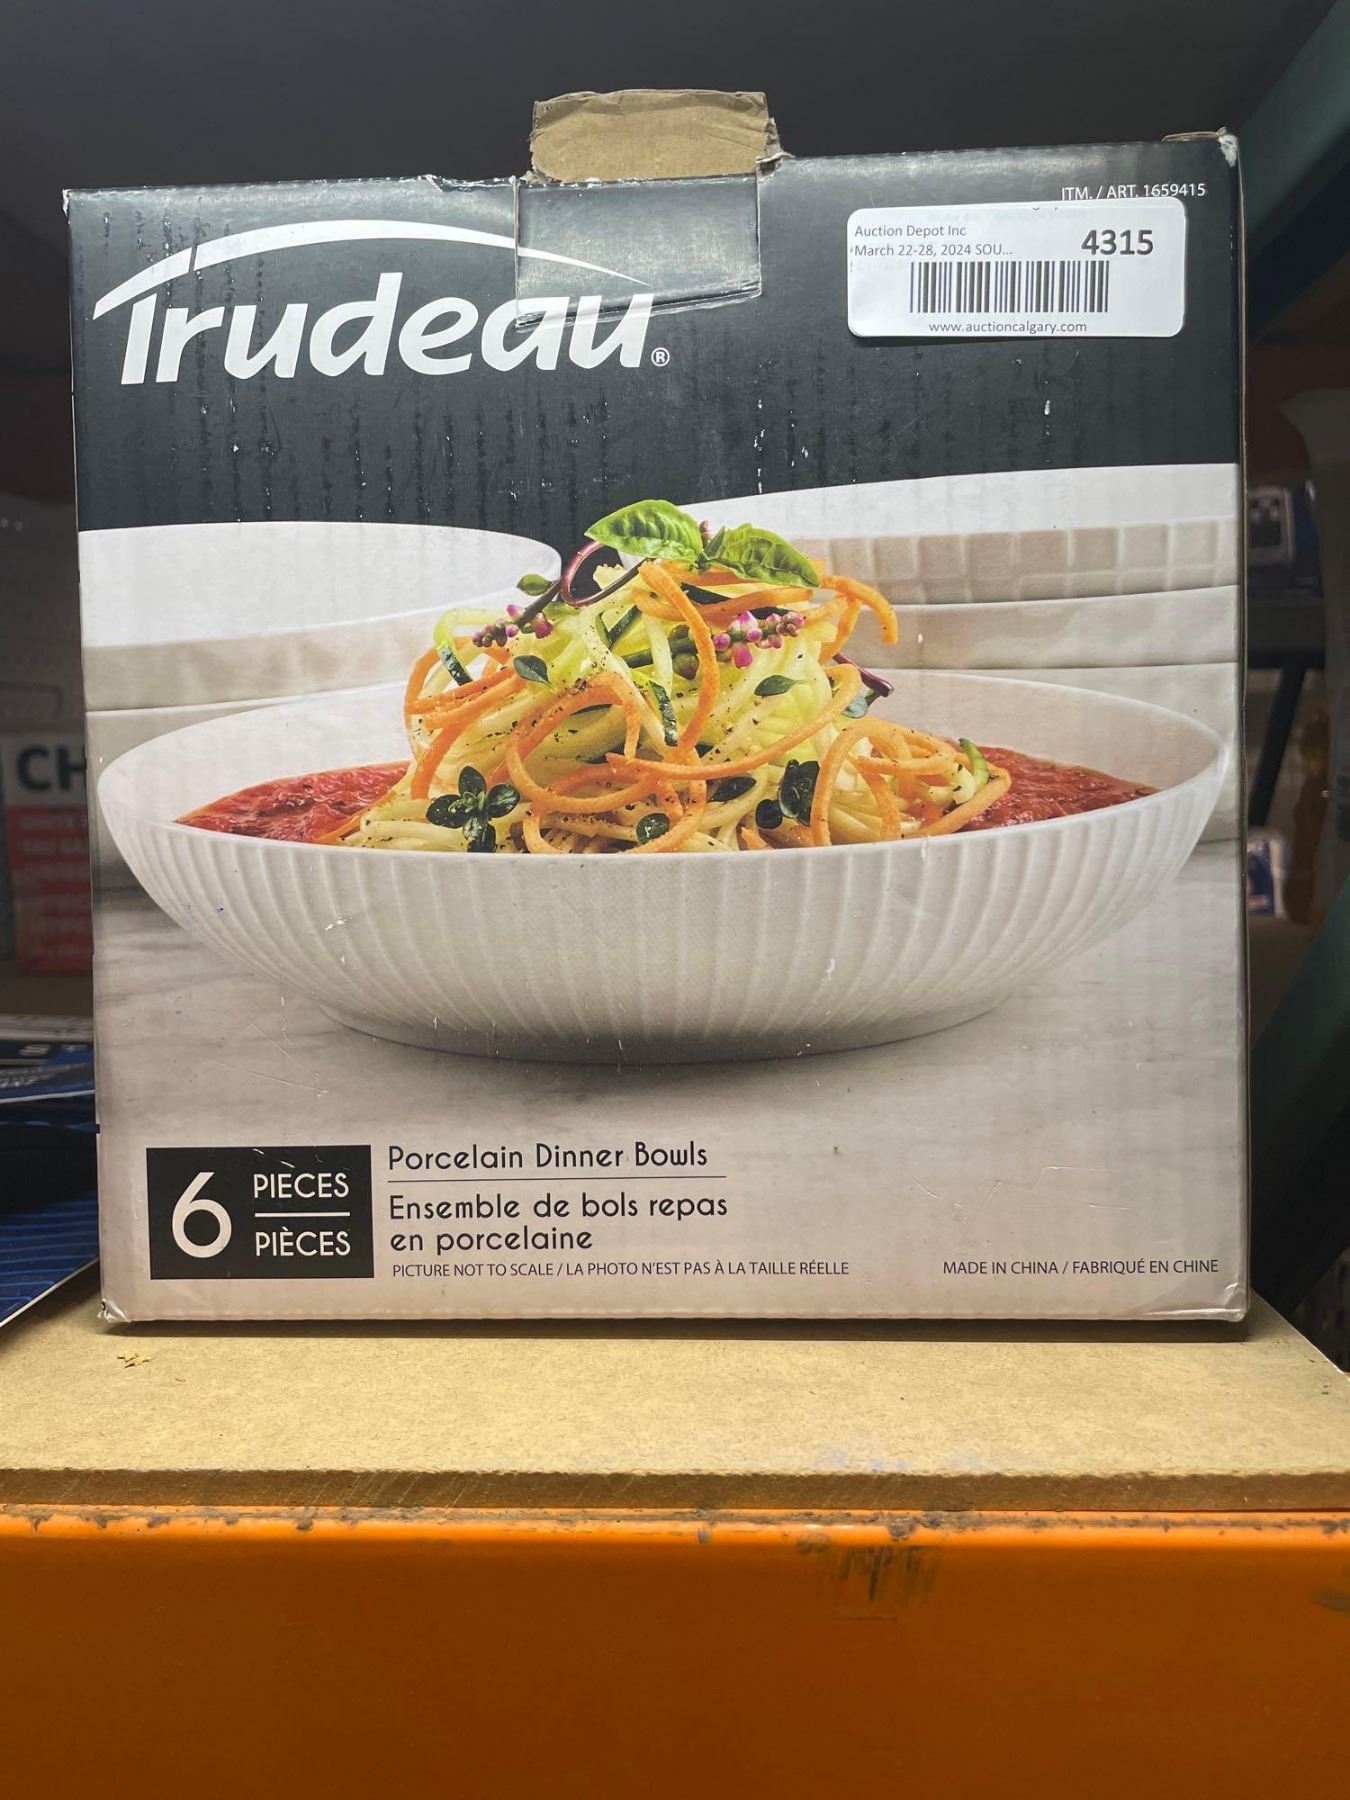 ITM. / ART. 1659415
Auction Depot Inc
March 22-28, 2024 SOU...
4315
www.auctioncalgary.com
Trudeau®
CH
6 PIECES
PIÈCES
Porcelain Dinner Bowls
Ensemble de bols repas
en porcelaine
PICTURE NOT TO SCALE / LA PHOTO N'EST PAS À LA TAILLE RÉELLE
MADE IN CHINA / FABRIQUÉ EN CHINE